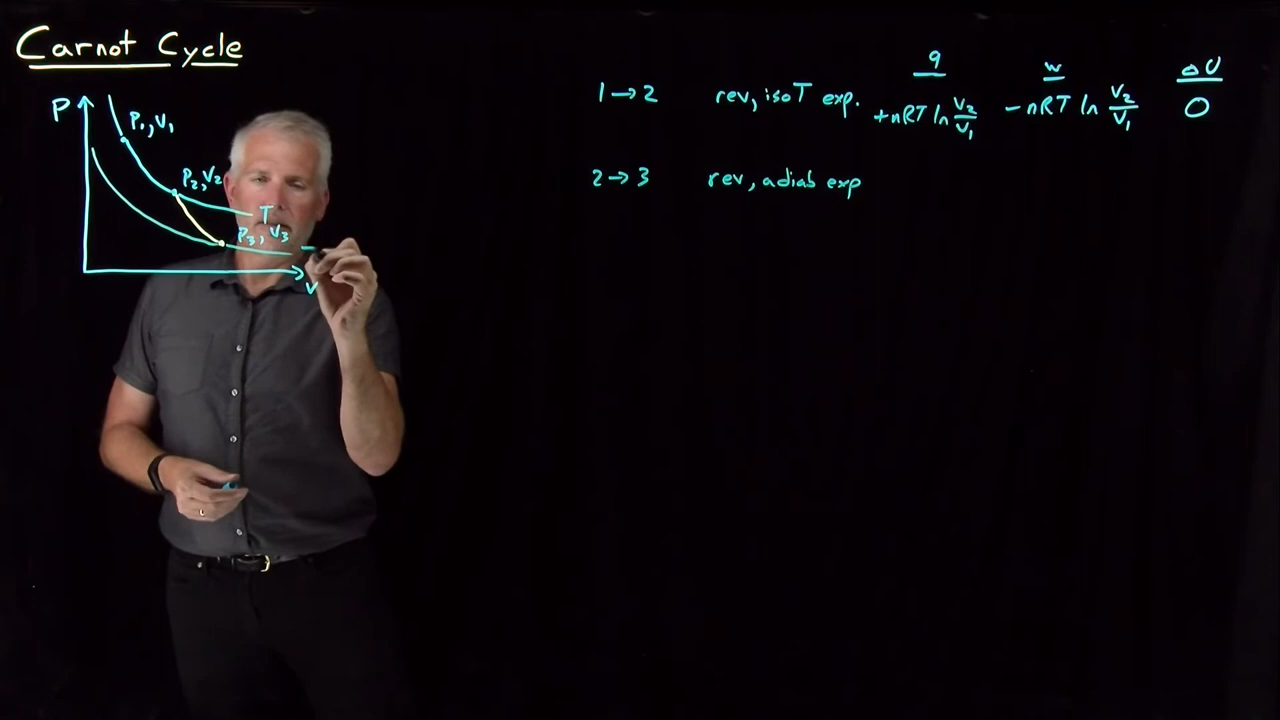 Carnot Cycle
q w ΔU
1→2 rev, isoT exp. +nRT ln V₂/V₁ -nRT ln V₂/V₁ 0
2→3 rev, adiab exp
P
P₁,V₁
P₂,V₂
T
P₃,V₃
V